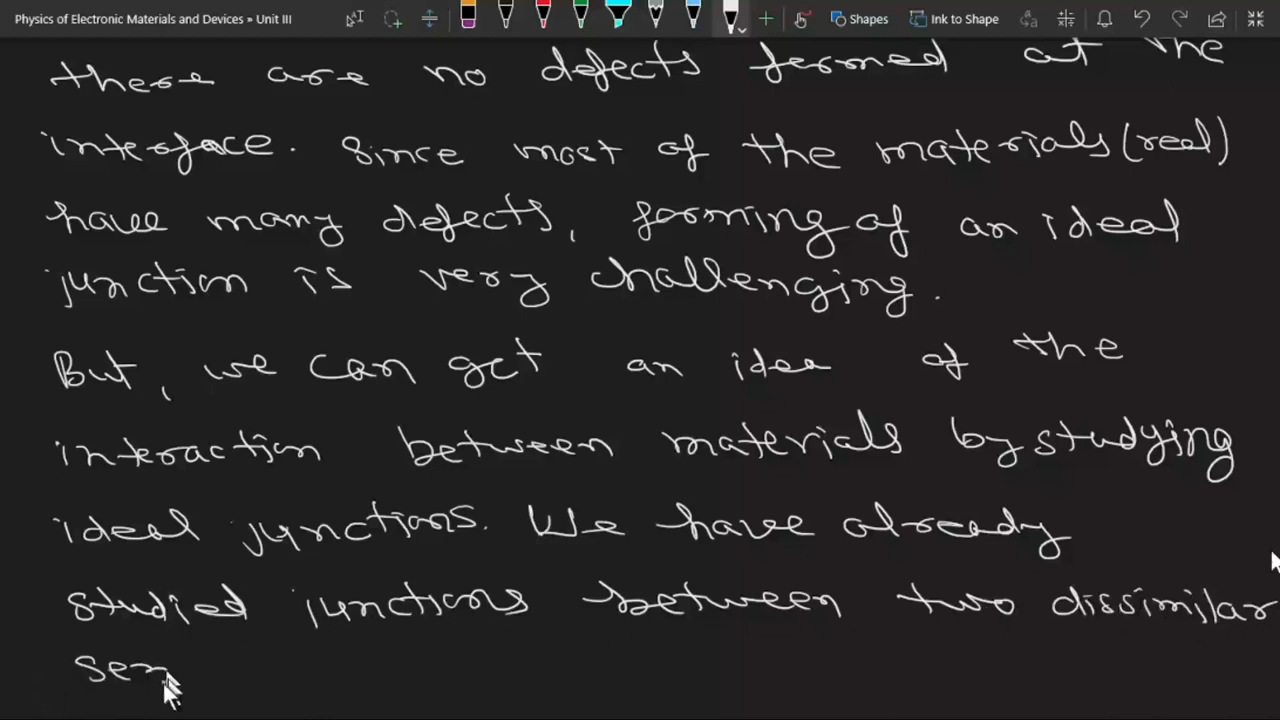 Physics of Electronic Materials and Devices » Unit III
Shapes
Ink to Shape
there are no defects formed at the
interface. Since most of the materials (real)
have many defects, forming of an ideal
junction is very challenging.
But, we can get an idea of the
interaction between materials by studying
ideal junctions. We have already
studied junctions between two dissimilar
sem